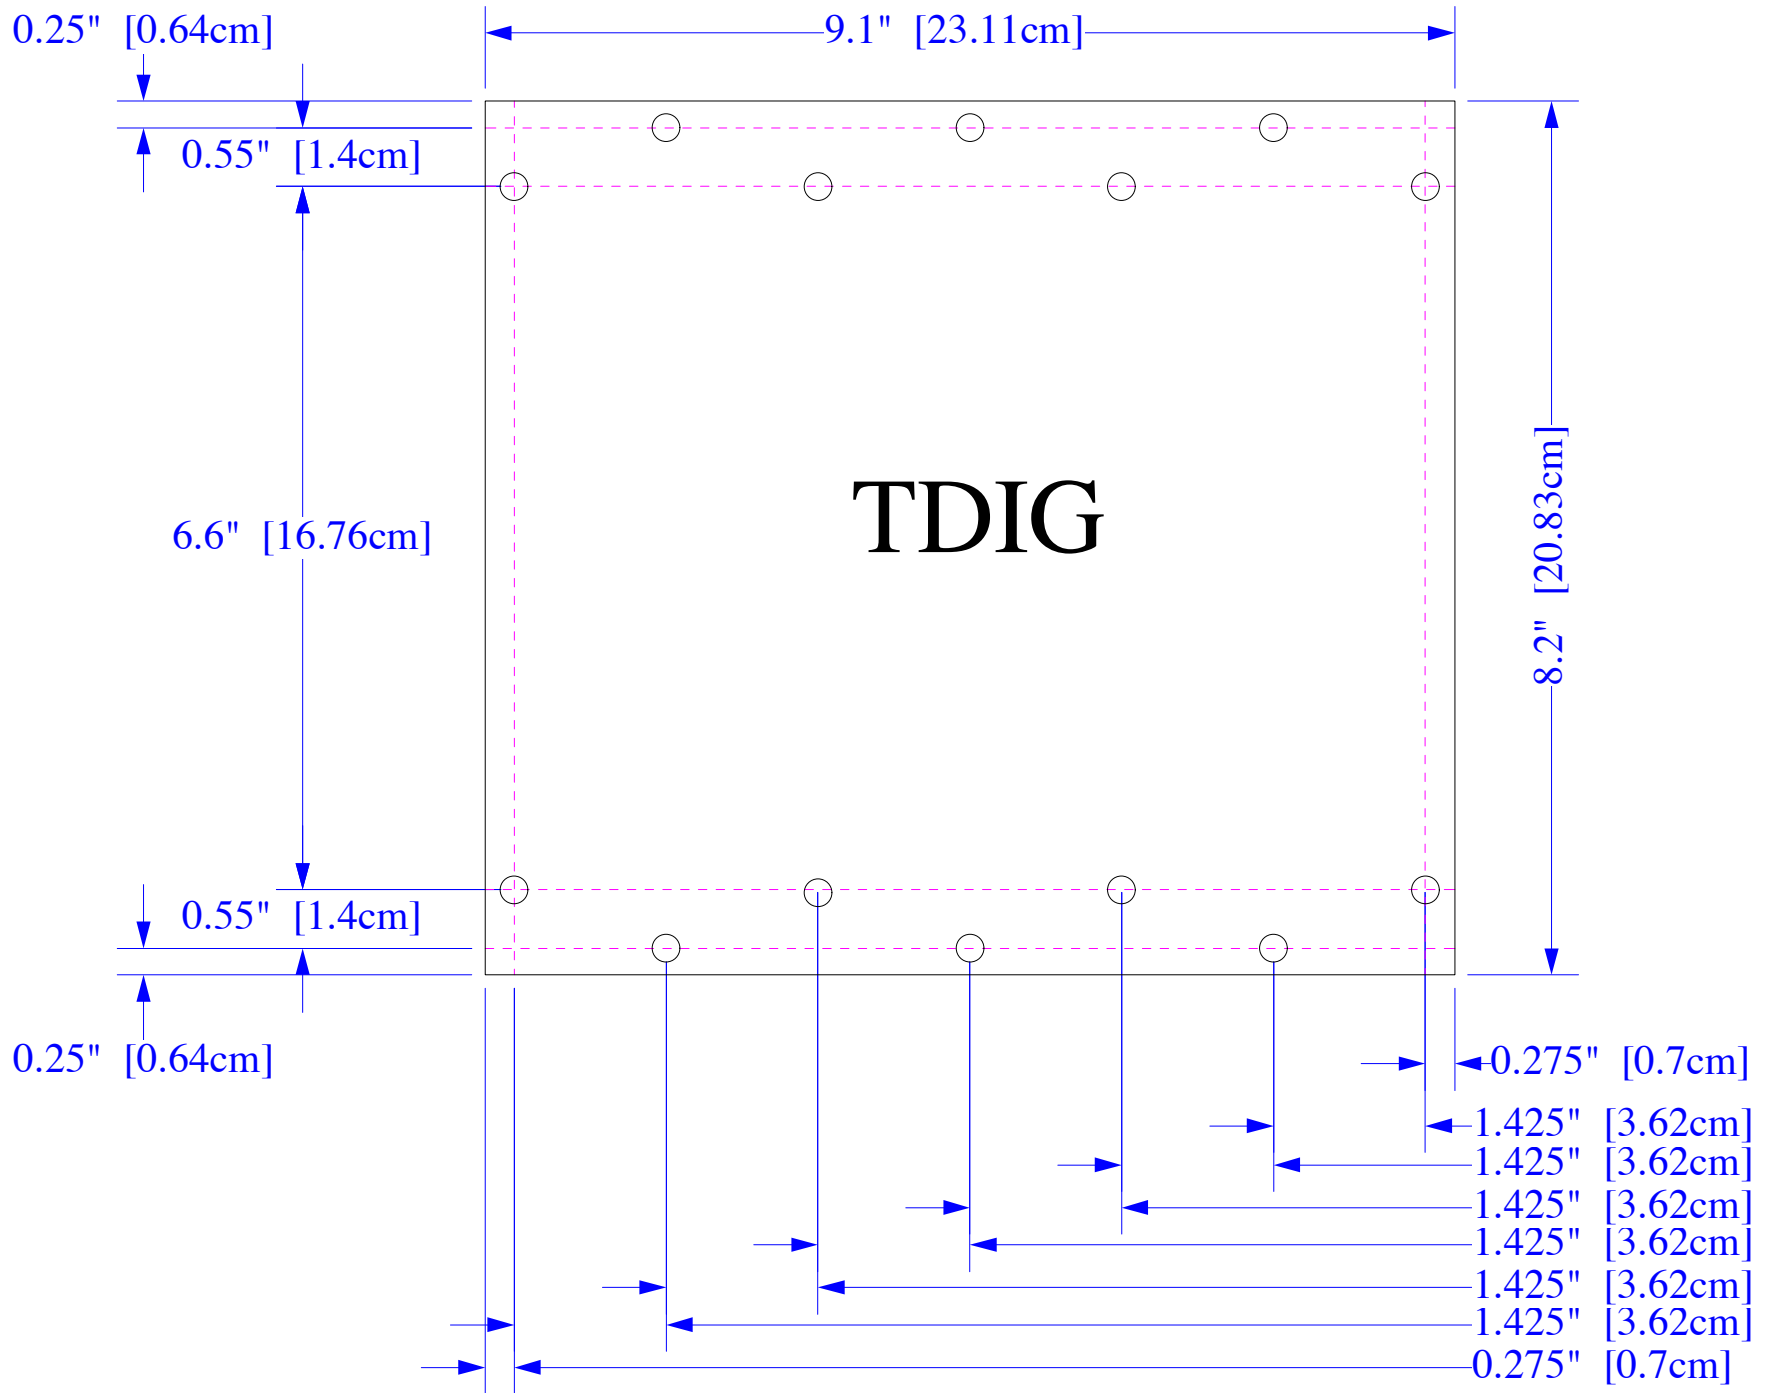 0.25" [0.64cm]
9.1" [23.11cm]
0.55" [1.4cm]
TDIG
6.6" [16.76cm]
8.2" [20.83cm]
0.55" [1.4cm]
0.25" [0.64cm]
0.275" [0.7cm]
1.425" [3.62cm]
1.425" [3.62cm]
1.425" [3.62cm]
1.425" [3.62cm]
1.425" [3.62cm]
1.425" [3.62cm]
0.275" [0.7cm]